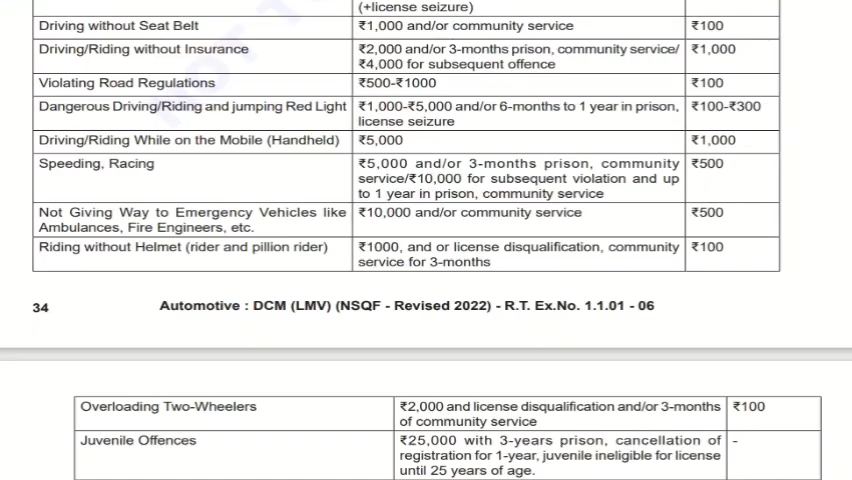 (+license seizure)
Driving without Seat Belt ₹1,000 and/or community service ₹100
Driving/Riding without Insurance ₹2,000 and/or 3-months prison, community service/ ₹1,000
₹4,000 for subsequent offence
Violating Road Regulations ₹500-₹1000 ₹100
Dangerous Driving/Riding and jumping Red Light ₹1,000-₹5,000 and/or 6-months to 1 year in prison, ₹100-₹300
license seizure
Driving/Riding While on the Mobile (Handheld) ₹5,000 ₹1,000
Speeding, Racing ₹5,000 and/or 3-months prison, community ₹500
service/₹10,000 for subsequent violation and up
to 1 year in prison, community service
Not Giving Way to Emergency Vehicles like ₹10,000 and/or community service ₹500
Ambulances, Fire Engineers, etc.
Riding without Helmet (rider and pillion rider) ₹1000, and or license disqualification, community ₹100
service for 3-months
34 Automotive : DCM (LMV) (NSQF - Revised 2022) - R.T. Ex.No. 1.1.01 - 06
Overloading Two-Wheelers ₹2,000 and license disqualification and/or 3-months ₹100
of community service
Juvenile Offences ₹25,000 with 3-years prison, cancellation of -
registration for 1-year, juvenile ineligible for license
until 25 years of age.